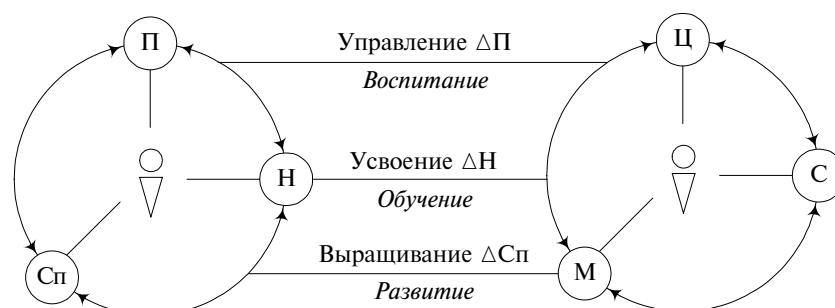 П
Управление △П
Ц
Воспитание
Н
Усвоение △Н
С
Обучение
Сп
Выращивание △Сп
М
Развитие